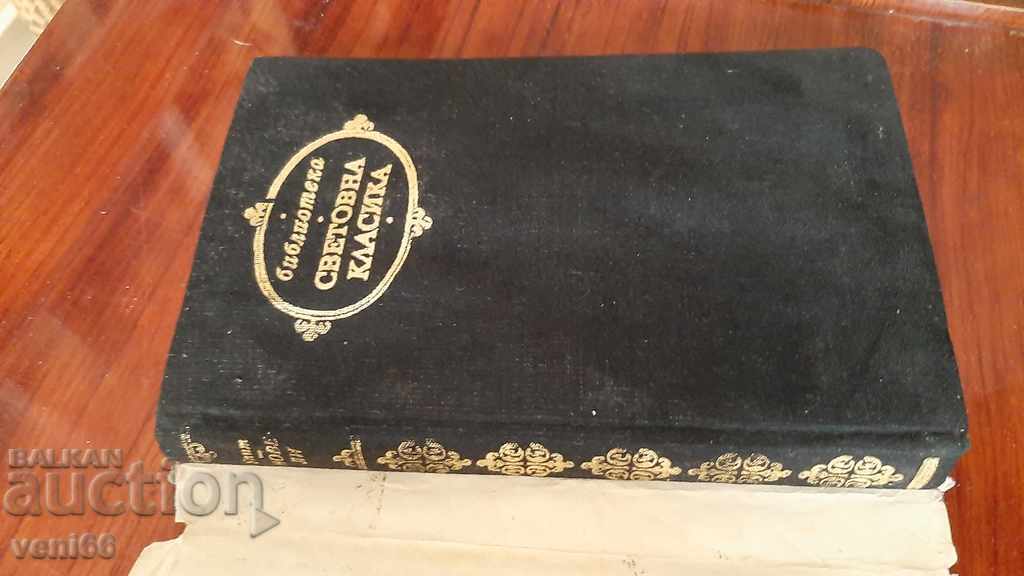 библиотека
СВЕТОВНА
КЛАСИКА
BALKAN
auction
veni66